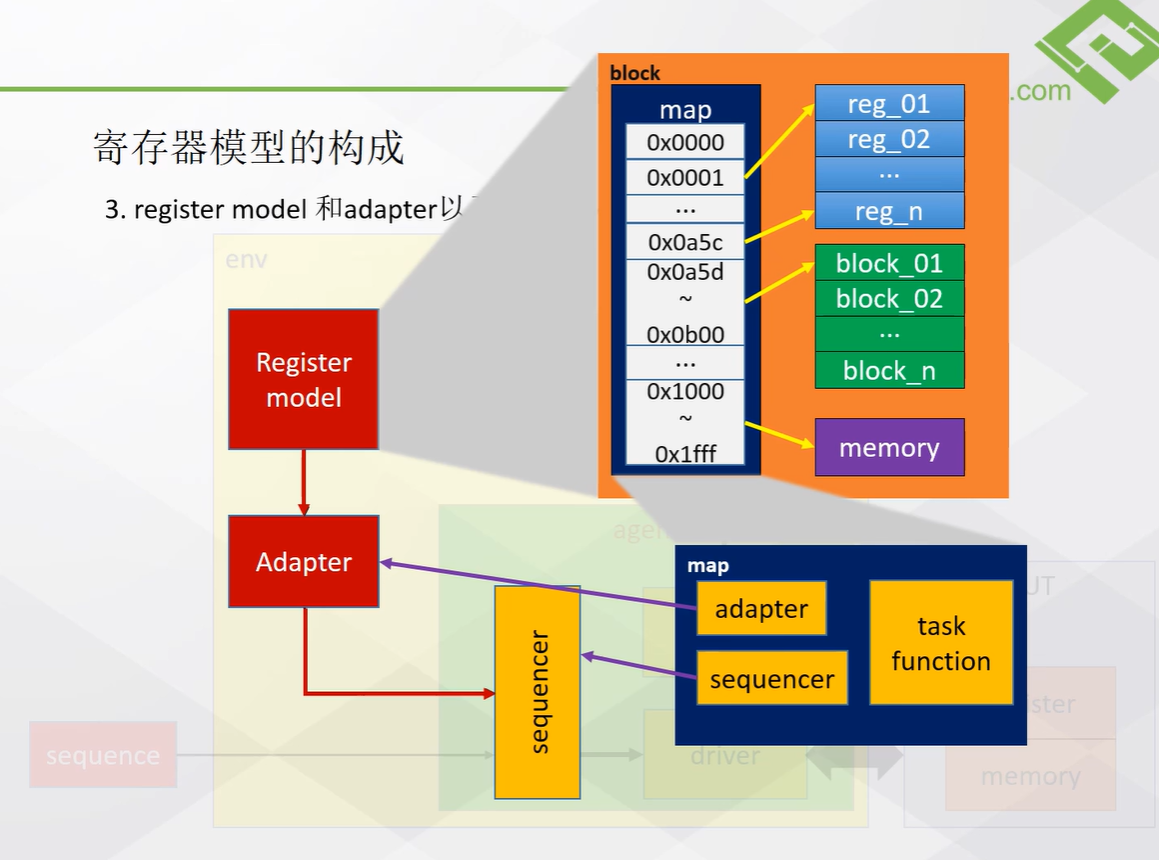 .com
寄存器模型的构成
3. register model 和adapter以
env
Register
model
Adapter
sequence
sequencer
driver
block
map
0x0000
0x0001
...
0x0a5c
0x0a5d
~
0x0b00
...
0x1000
~
0x1fff
reg_01
reg_02
...
reg_n
block_01
block_02
...
block_n
memory
map
adapter
sequencer
task
function
memory